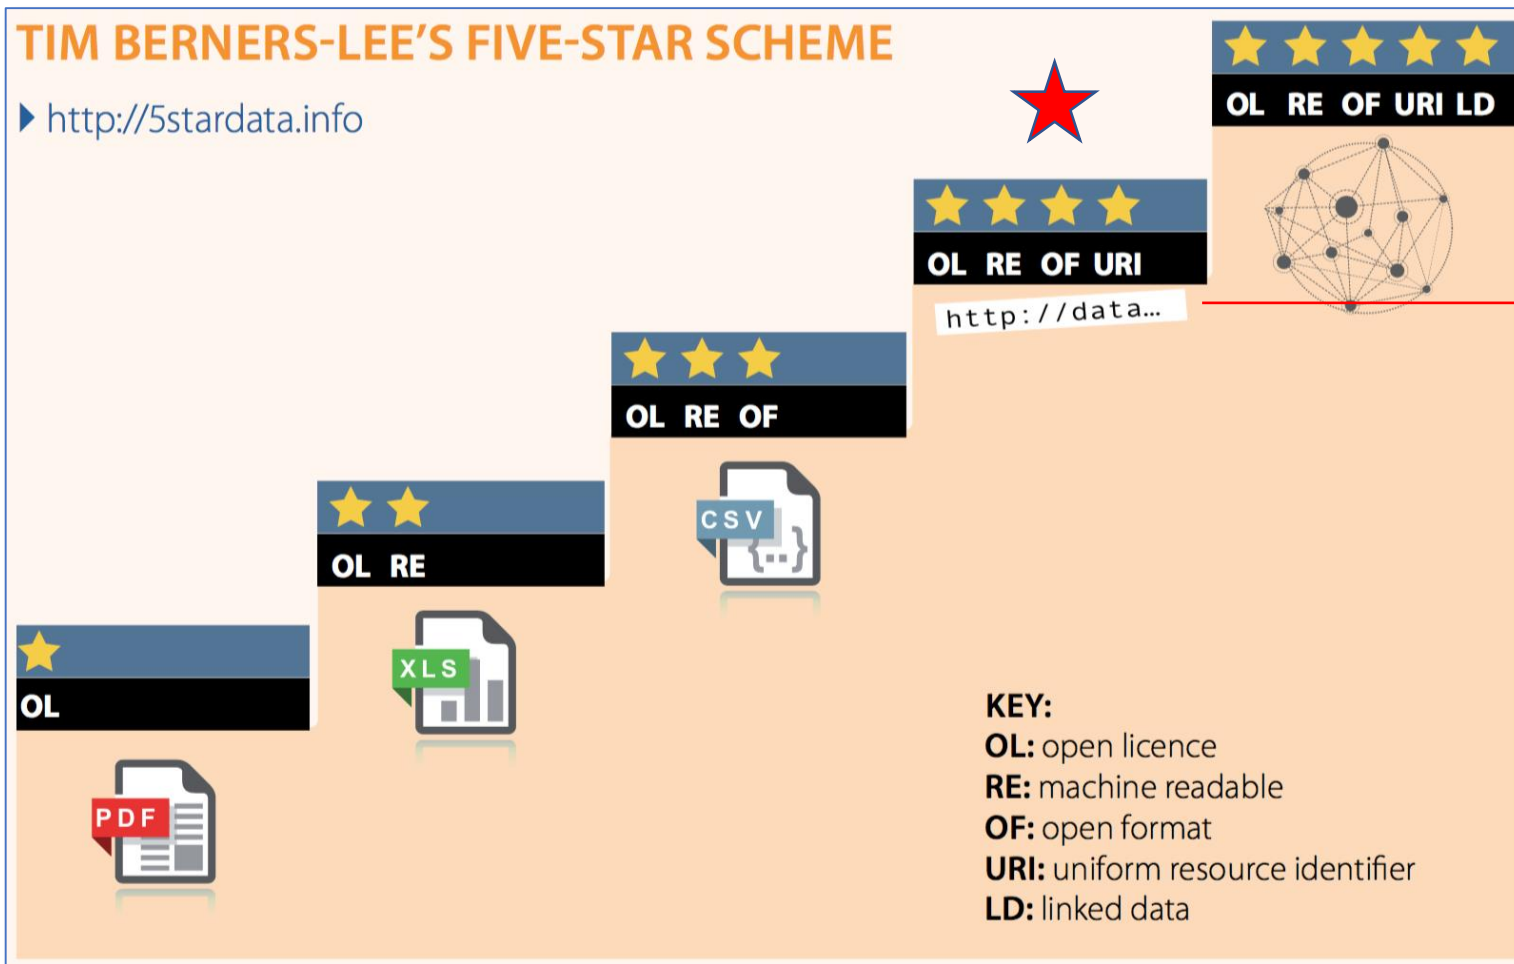 TIM BERNERS-LEE’S FIVE-STAR SCHEME
http://5stardata.info
OL RE OF URI LD
OL RE OF URI
http://data…
OL RE OF
CSV
{..}
OL RE
XLS
OL
PDF
KEY:
OL: open licence
RE: machine readable
OF: open format
URI: uniform resource identifier
LD: linked data